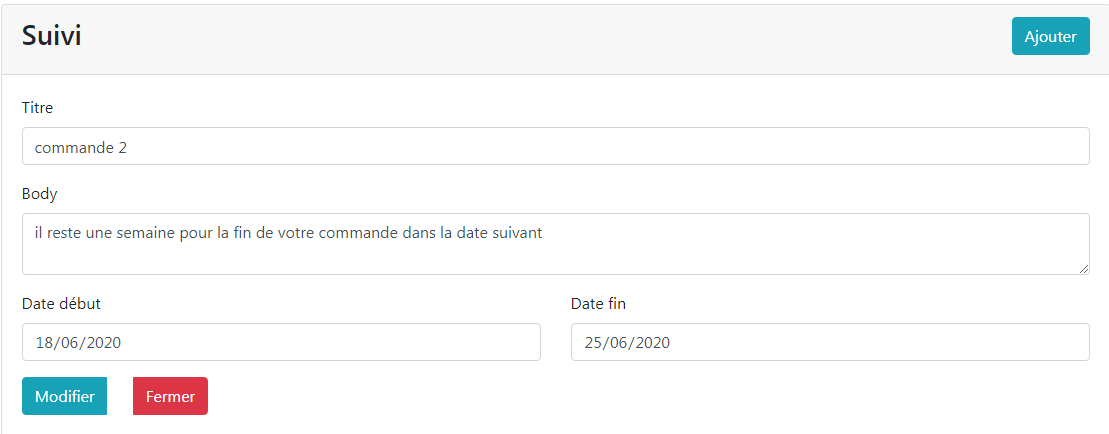 Suivi
Ajouter
Titre
commande 2
Body
il reste une semaine pour la fin de votre commande dans la date suivant
Date début
Date fin
18/06/2020
25/06/2020
Modifier
Fermer